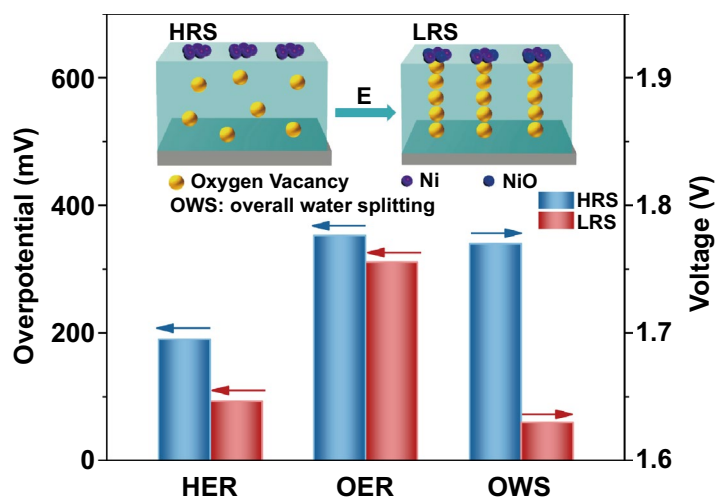 HRS
LRS
E
Oxygen Vacancy
Ni
NiO
OWS: overall water splitting
HRS
LRS
Overpotential (mV)
600
400
200
0
Voltage (V)
1.9
1.8
1.7
1.6
HER
OER
OWS